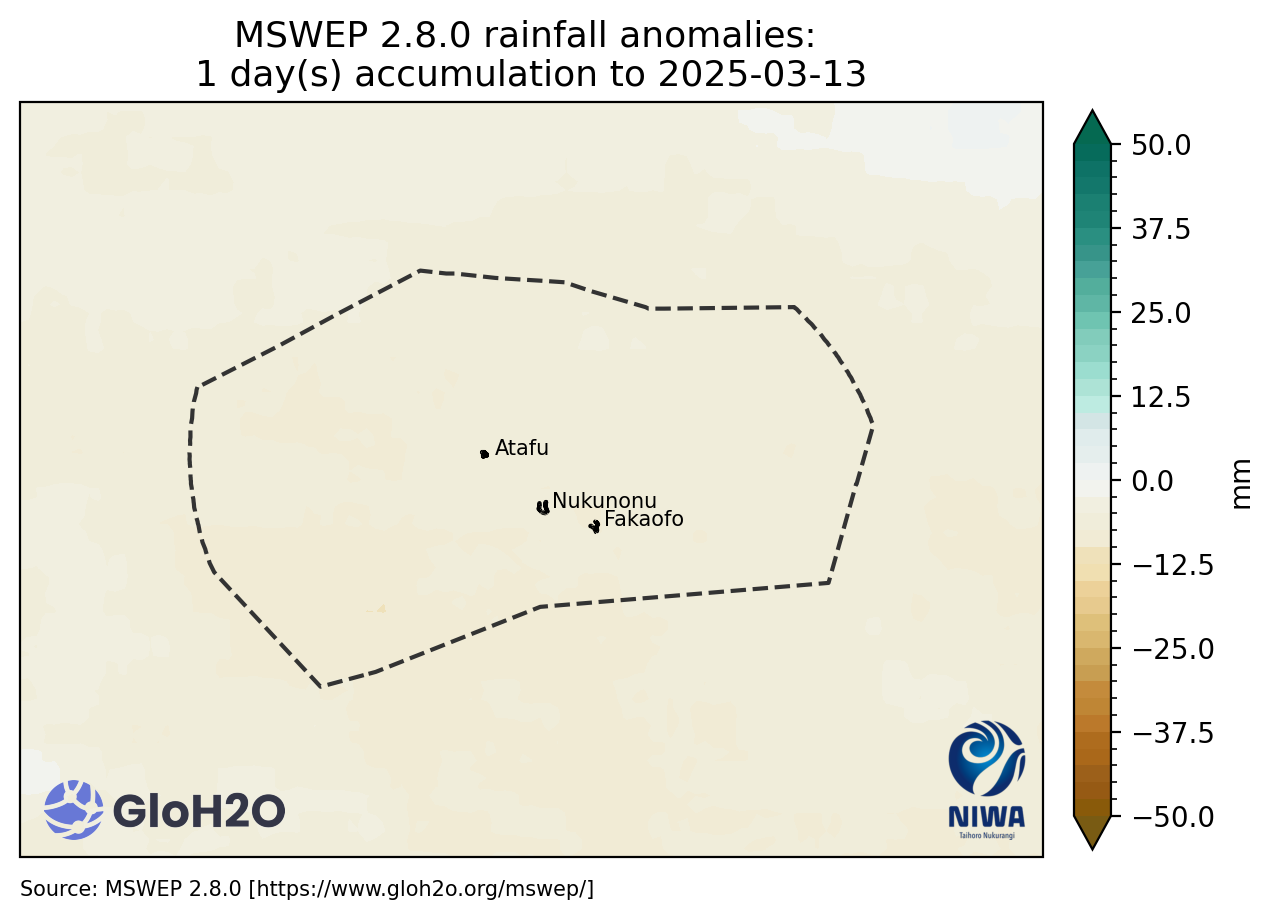 MSWEP 2.8.0 rainfall anomalies:
1 day(s) accumulation to 2025-03-13
50.0
37.5
25.0
12.5
0.0
−12.5
−25.0
−37.5
−50.0
mm
Atafu
Nukunonu
Fakaofo
GloH2O
NIWA
Taihoro Nukurangi
Source: MSWEP 2.8.0 [https://www.gloh2o.org/mswep/]